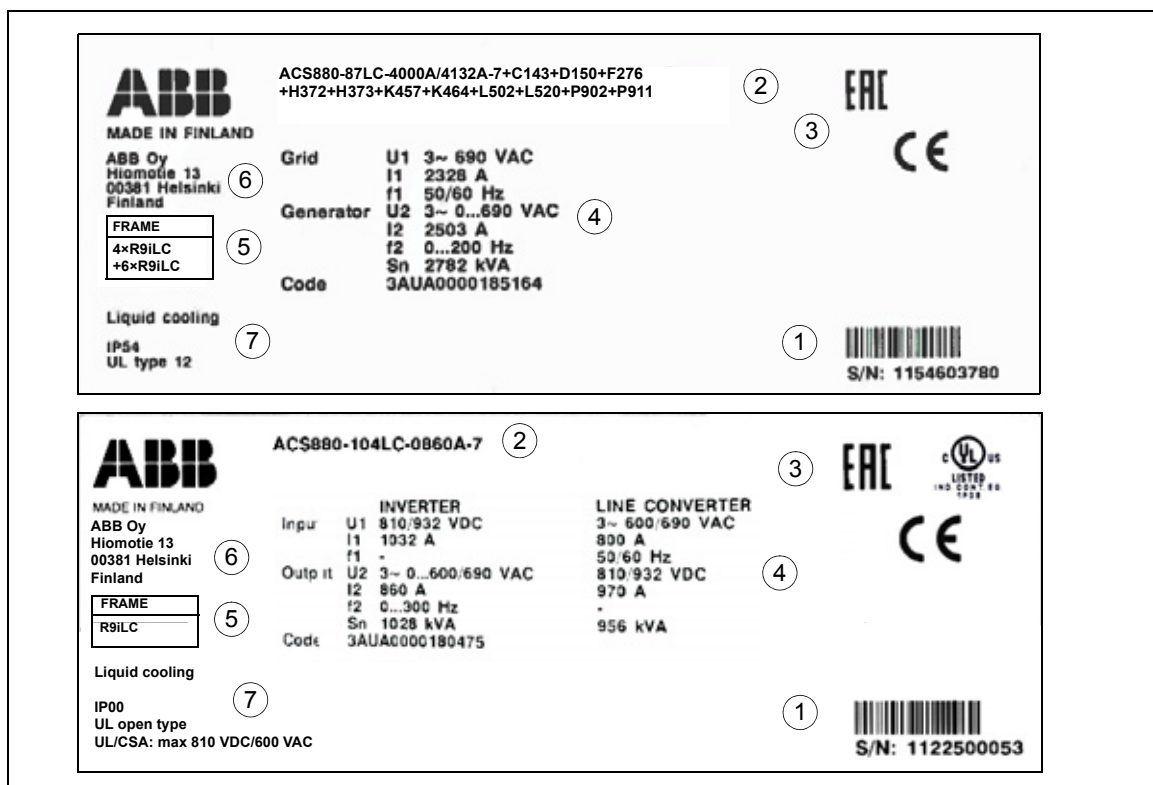 ABB
MADE IN FINLAND
ABB Oy
Hiomotie 13
00381 Helsinki
Finland
6
FRAME
4×R9iLC
+6×R9iLC
5
Liquid cooling
IP54
UL type 12
7
ACS880-87LC-4000A/4132A-7+C143+D150+F276
+H372+H373+K457+K464+L502+L520+P902+P911
2
Grid U1 3~ 690 VAC
I1 2328 A
f1 50/60 Hz
Generator U2 3~ 0...690 VAC
I2 2503 A
f2 0...200 Hz
Sn 2782 kVA
Code 3AUA0000185164
4
EAC
3
CE
1
S/N: 1154603780
ABB
MADE IN FINLAND
ABB Oy
Hiomotie 13
00381 Helsinki
Finland
6
FRAME
R9iLC
5
Liquid cooling
IP00
UL open type
UL/CSA: max 810 VDC/600 VAC
7
ACS880-104LC-0860A-7
2
INVERTER LINE CONVERTER
Input U1 810/932 VDC 3~ 600/690 VAC
I1 1032 A 800 A
f1 - 50/60 Hz
Output U2 3~ 0...600/690 VAC 810/932 VDC
I2 860 A 970 A
f2 0...300 Hz -
Sn 1028 kVA 956 kVA
Code 3AUA0000180475
4
3
EAC
C UL US
LISTED
IND. CONT. EQ.
CE
1
S/N: 1122500053